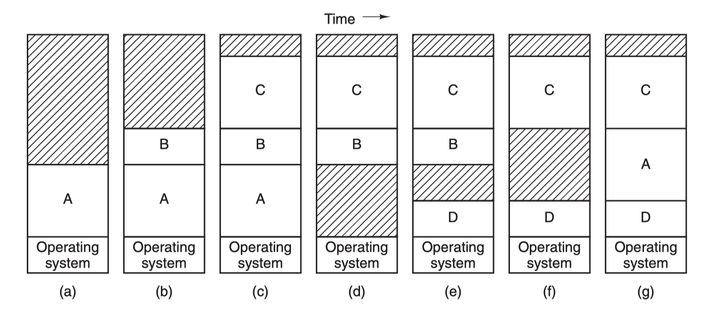 Time
C C C C C
B B B B A
A A A D D D
Operating Operating Operating Operating Operating Operating Operating
system system system system system system system
(a) (b) (c) (d) (e) (f) (g)